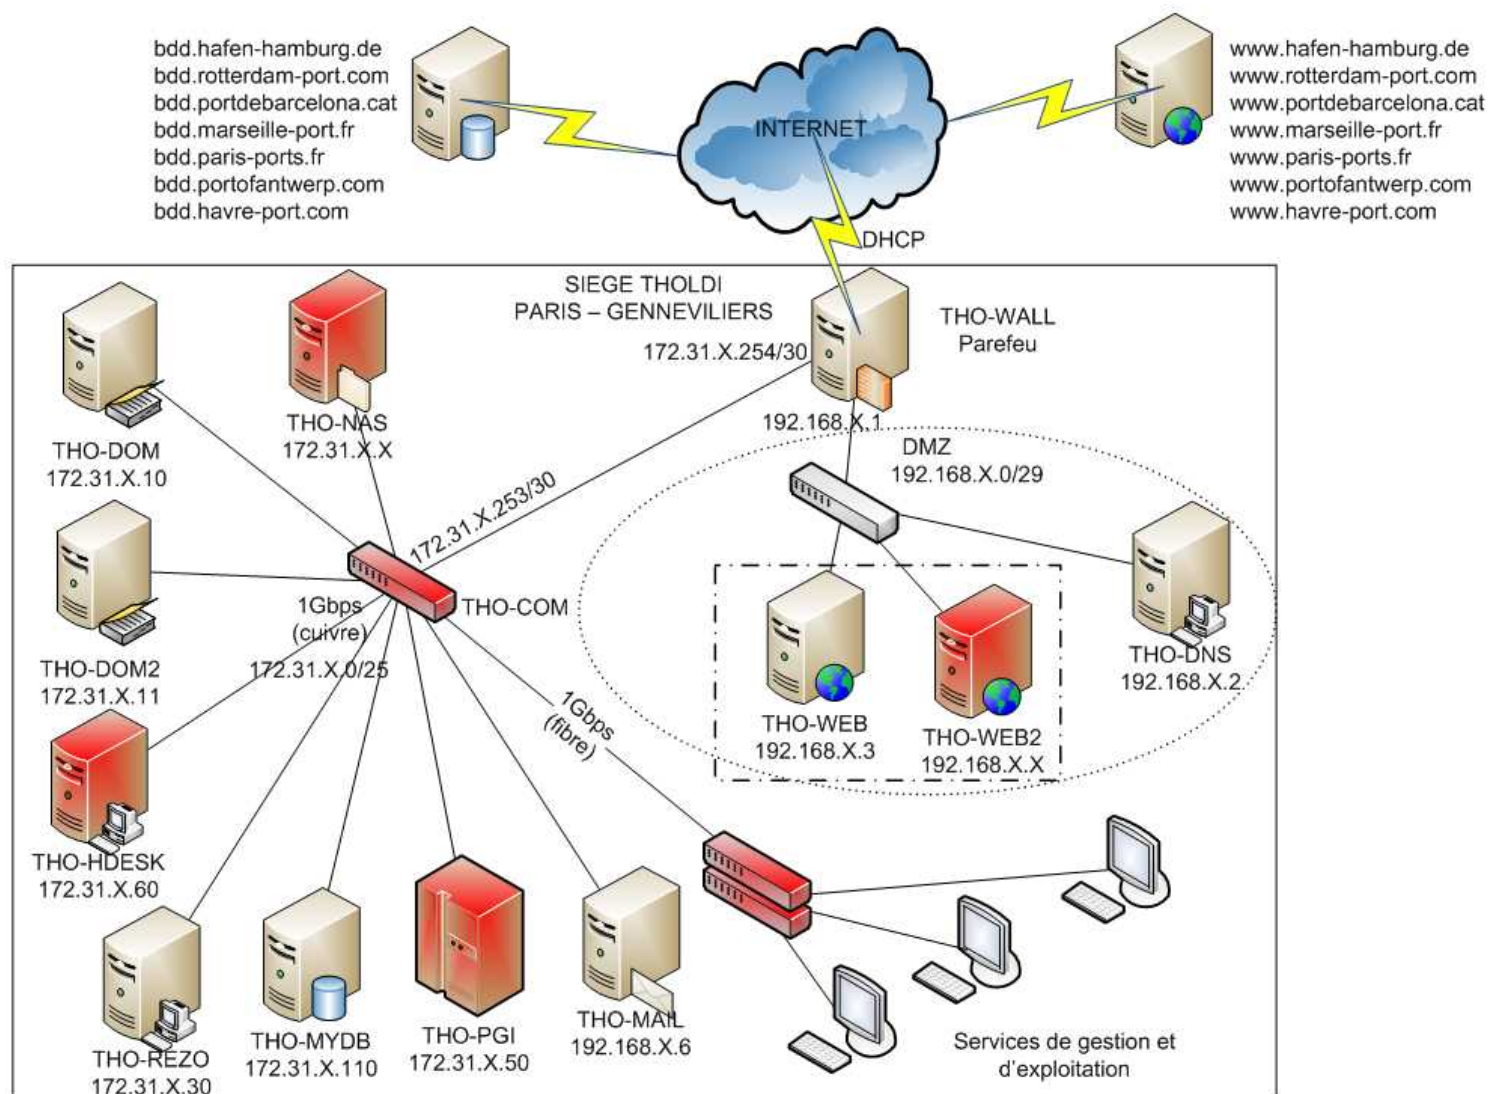 bdd.hafen-hamburg.de
bdd.rotterdam-port.com
bdd.portdebarcelona.cat
bdd.marseille-port.fr
bdd.paris-ports.fr
bdd.portofantwerp.com
bdd.havre-port.com
INTERNET
www.hafen-hamburg.de
www.rotterdam-port.com
www.portdebarcelona.cat
www.marseille-port.fr
www.paris-ports.fr
www.portofantwerp.com
www.havre-port.com
DHCP
SIEGE THOLDI
PARIS – GENNEVILIERS
THO-WALL
Parefeu
172.31.X.254/30
192.168.X.1
THO-DOM
172.31.X.10
THO-NAS
172.31.X.X
DMZ
192.168.X.0/29
172.31.X.253/30
THO-COM
1Gbps
(cuivre)
172.31.X.0/25
THO-DOM2
172.31.X.11
THO-DNS
192.168.X.2
THO-WEB
192.168.X.3
THO-WEB2
192.168.X.X
1Gbps
(fibre)
THO-HDESK
172.31.X.60
THO-REZO
172.31.X.30
THO-MYDB
172.31.X.110
THO-PGI
172.31.X.50
THO-MAIL
192.168.X.6
Services de gestion et
d'exploitation